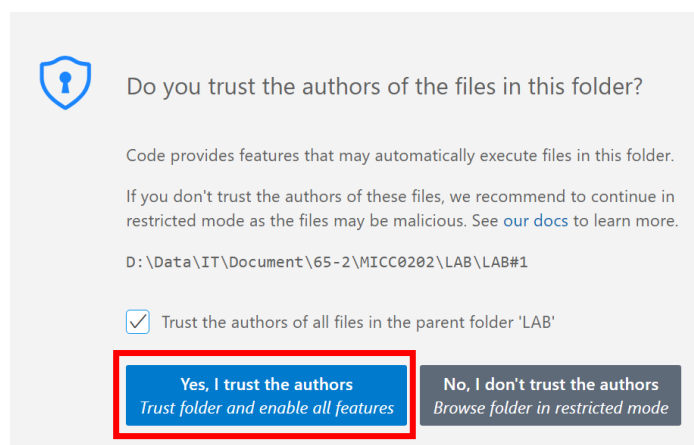 Do you trust the authors of the files in this folder?
Code provides features that may automatically execute files in this folder.
If you don't trust the authors of these files, we recommend to continue in
restricted mode as the files may be malicious. See our docs to learn more.
D:\Data\IT\Document\65-2\MICC0202\LAB\LAB#1
Trust the authors of all files in the parent folder 'LAB'
Yes, I trust the authors
Trust folder and enable all features
No, I don't trust the authors
Browse folder in restricted mode